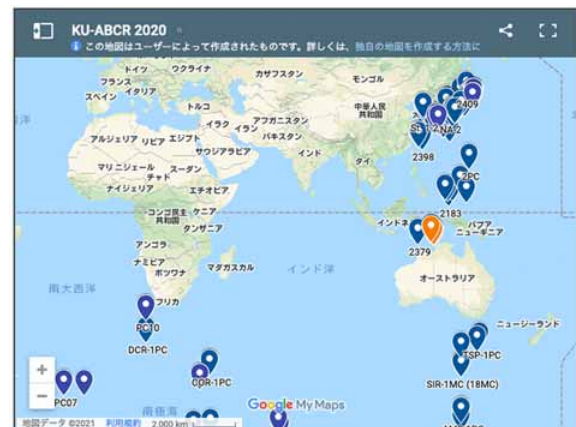 KU-ABCR 2020
この地図はユーザーによって作成されたものです。詳しくは、独自の地図を作成する方法に
ドイツ
ウクライナ
カザフスタン
モンゴル
フランス
スペイン
イタリア
トルコ
中華人民
共和国
2409
NA-2
アフガニスタン
イラク
イラン
パキスタン
アルジェリア
リビア
エジプト
サウジアラビア
インド
タイ
2398
マリ
ニジェール
チャド
スーダン
ナイジェリア
エチオピア
2PC
2183
コンゴ民主
共和国
ケニア
タンザニア
インドネ
パプア
ニューギニア
2379
アンゴラ
ナミビア
ボツワナ
マダガスカル
インド洋
オーストラリア
南大西洋
フリカ
PC10
DCR-1PC
ニュージーランド
TSP-1PC
COR-1PC
SIR-1MC (18MC)
PC07
+
−
Google My Maps
南極海
地図データ ©2021
利用規約
2,000 km